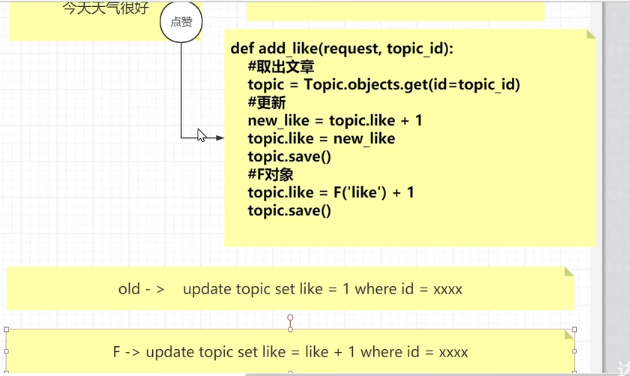 今天天气很好
点赞
def add_like(request, topic_id):
#取出文章
topic = Topic.objects.get(id=topic_id)
#更新
new_like = topic.like + 1
topic.like = new_like
topic.save()
#F对象
topic.like = F('like') + 1
topic.save()
old - > update topic set like = 1 where id = xxxx
F -> update topic set like = like + 1 where id = xxxx